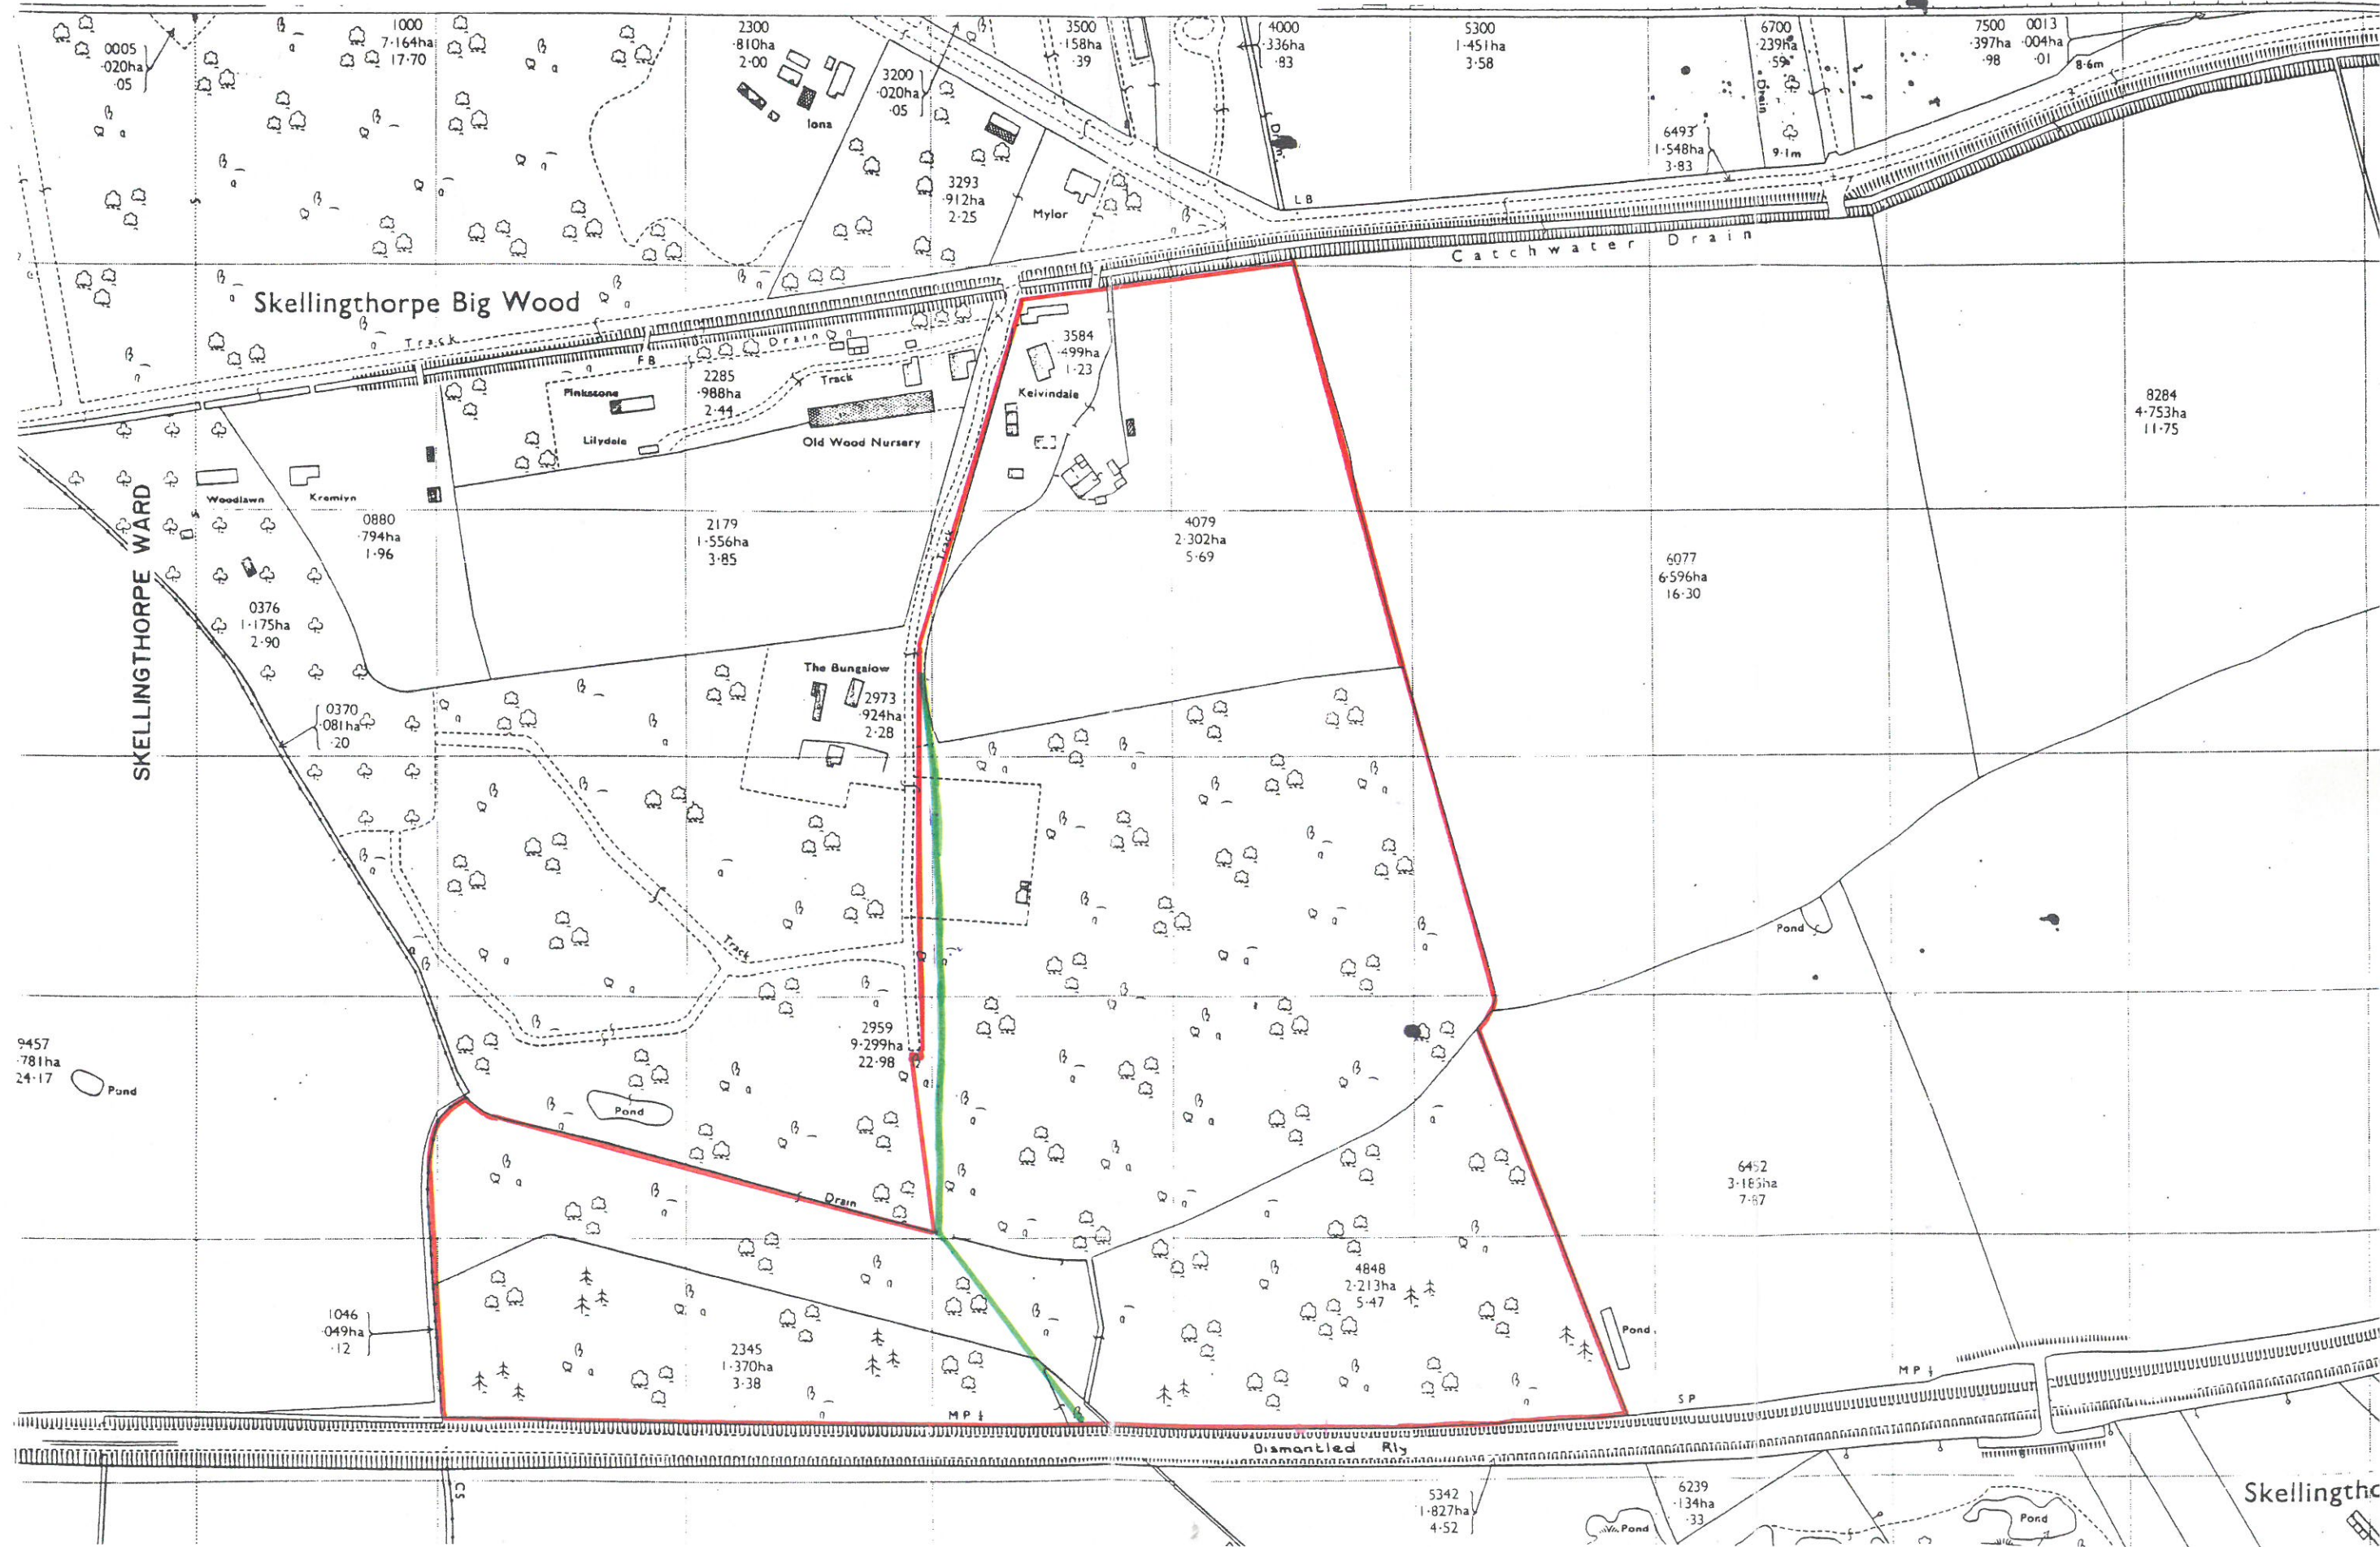 0005
·020ha
·05
1000
7·164ha
17·70
2300
·810ha
2·00
3200
·020ha
·05
3500
·158ha
·39
4000
·336ha
·83
5300
1·451ha
3·58
6700
·239ha
·59
7500
·397ha
·98
0013
·004ha
·01
8·6m
Drain
9·1m
6493
1·548ha
3·83
Iona
Drain
3293
·912ha
2·25
Mylor
LB
Catchwater Drain
Skellingthorpe Big Wood
Track
FB
Drain
Pinkstone
2285
·988ha
2·44
Track
Lilydale
Old Wood Nursery
3584
·499ha
1·23
Kelvindale
8284
4·753ha
11·75
SKELLINGTHORPE WARD
Woodlawn
Kremlyn
0880
·794ha
1·96
2179
1·556ha
3·85
Track
4079
2·302ha
5·69
6077
6·596ha
16·30
0376
1·175ha
2·90
The Bungalow
2973
·924ha
2·28
0370
·081ha
·20
Track
Pond
2959
9·299ha
22·98
9457
·781ha
24·17
Pond
Pond
Drain
6452
3·185ha
7·87
4848
2·213ha
5·47
1046
·049ha
·12
2345
1·370ha
3·38
Pond
MP
SP
MP
Dismantled Rly
CS
5342
1·827ha
4·52
6239
·134ha
·33
Pond
Pond
Skellingtho